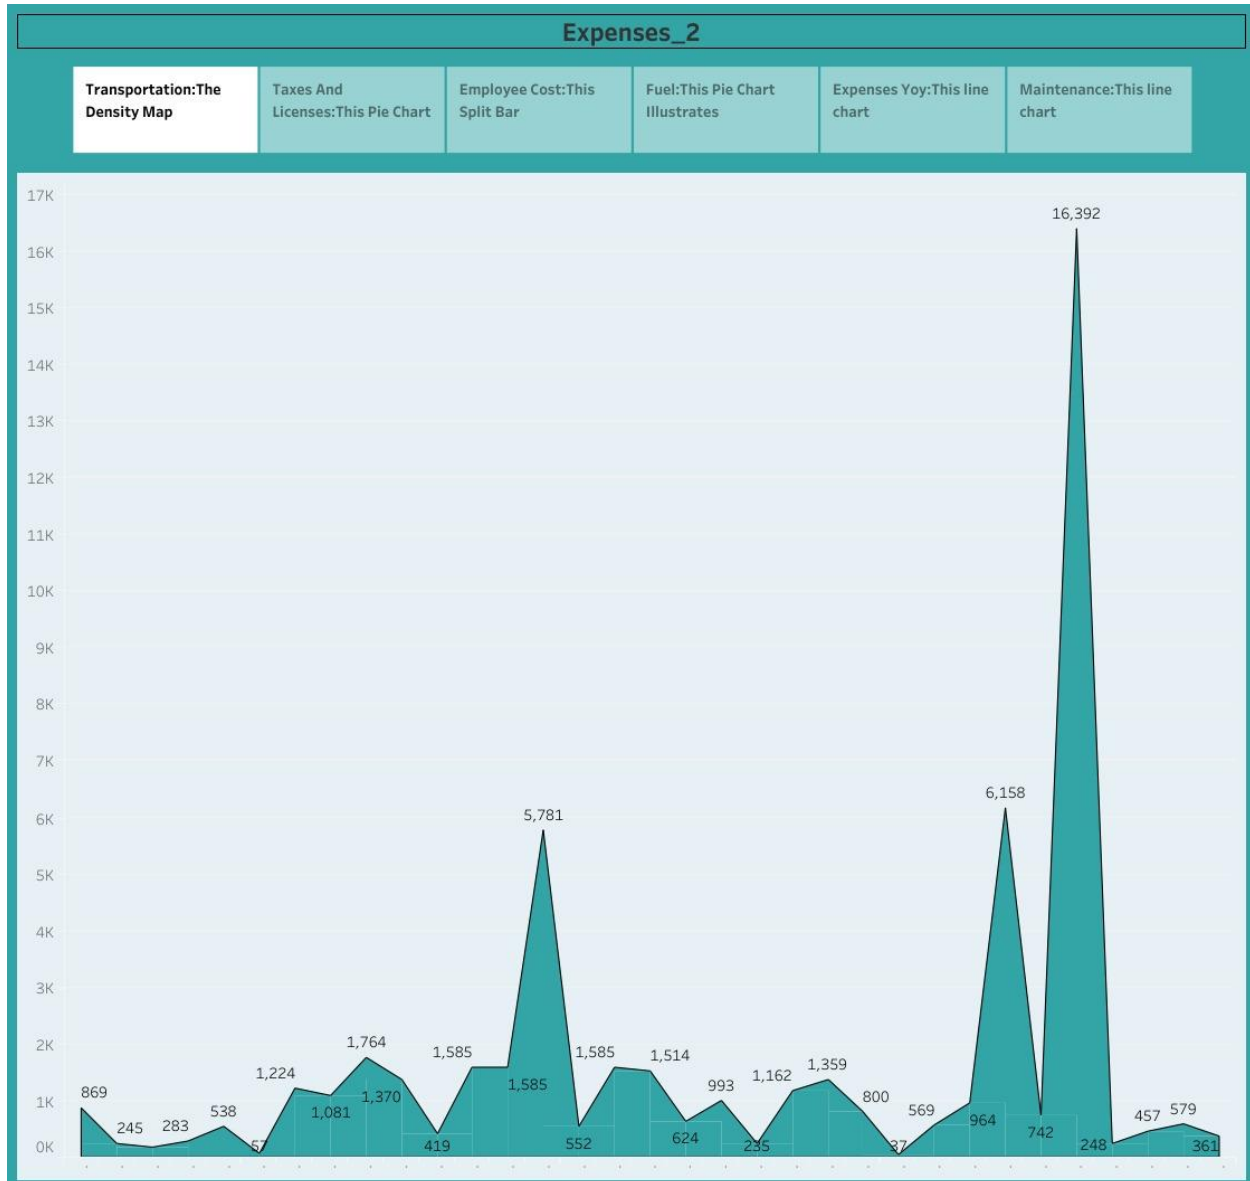 Expenses_2
Transportation:The
Density Map
Taxes And
Licenses:This Pie Chart
Employee Cost:This
Split Bar
Fuel:This Pie Chart
Illustrates
Expenses Yoy:This line
chart
Maintenance:This line
chart
17K
16,392
16K
15K
14K
13K
12K
11K
10K
9K
8K
7K
6,158
6K
5,781
5K
4K
3K
2K
1,764
1,585
1,585
1,514
1,224
1,162
1,359
1K
869
1,081
1,370
1,585
993
800
245
283
538
624
569
964
742
457
579
0K
57
419
552
235
37
248
361